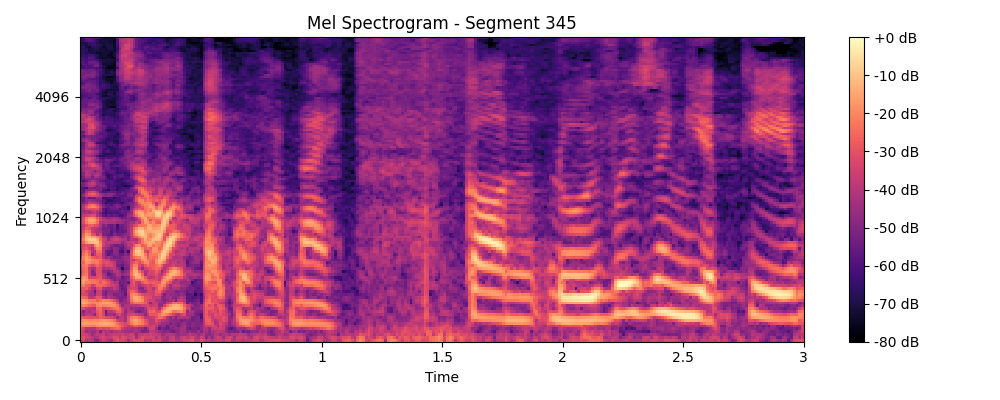 Mel Spectrogram - Segment 345
Frequency
4096
2048
1024
512
0
0
0.5
1
1.5
2
2.5
3
Time
+0 dB
-10 dB
-20 dB
-30 dB
-40 dB
-50 dB
-60 dB
-70 dB
-80 dB